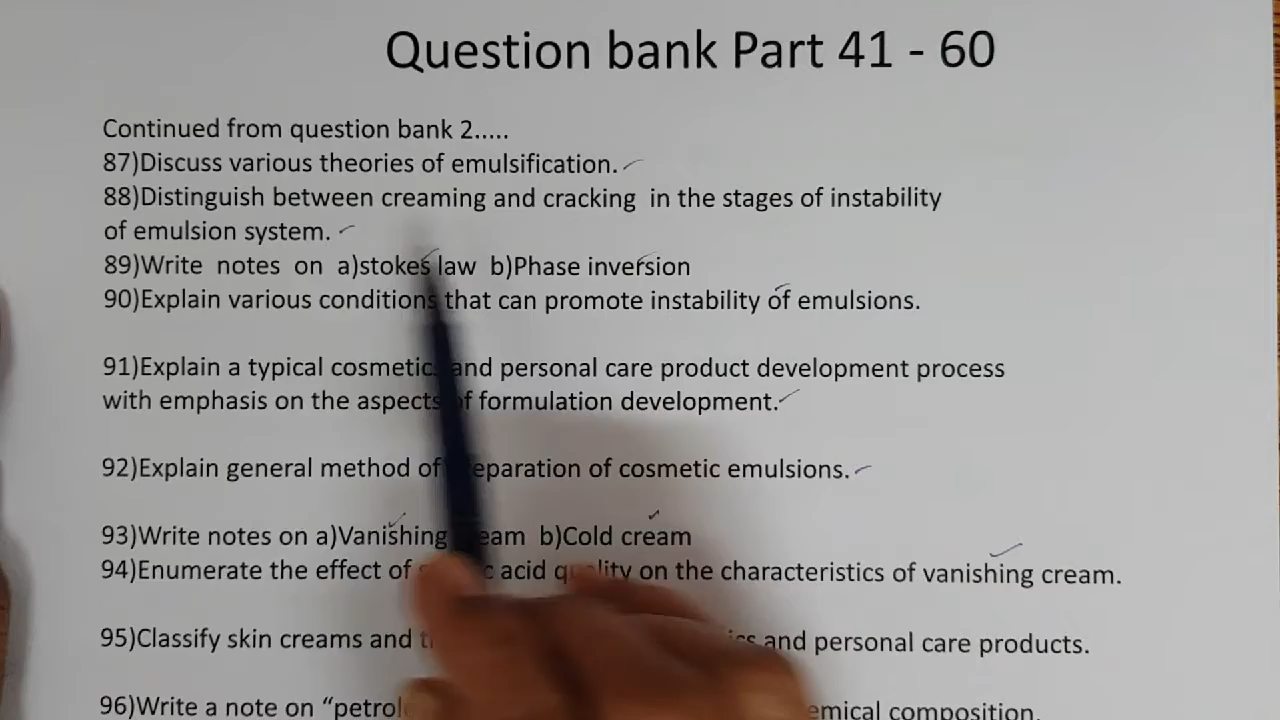 Question bank Part 41 - 60
Continued from question bank 2.....
87)Discuss various theories of emulsification.
88)Distinguish between creaming and cracking in the stages of instability
of emulsion system.
89)Write notes on a)stokes law b)Phase inversion
90)Explain various conditions that can promote instability of emulsions.
91)Explain a typical cosmetics and personal care product development process
with emphasis on the aspects of formulation development.
92)Explain general method of of cosmetic emulsions.
93)Write notes on a)Vanishing b)Cold cream
94)Enumerate the effect of acid quality on the characteristics of vanishing cream.
95)Classify skin creams and and personal care products.
96)Write a note on composition.